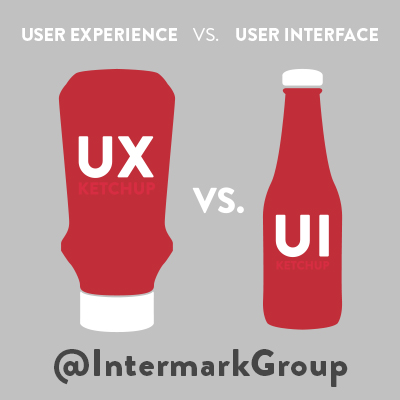 USER EXPERIENCE VS. USER INTERFACE
UX
KETCHUP
VS.
UI
KETCHUP
@IntermarkGroup